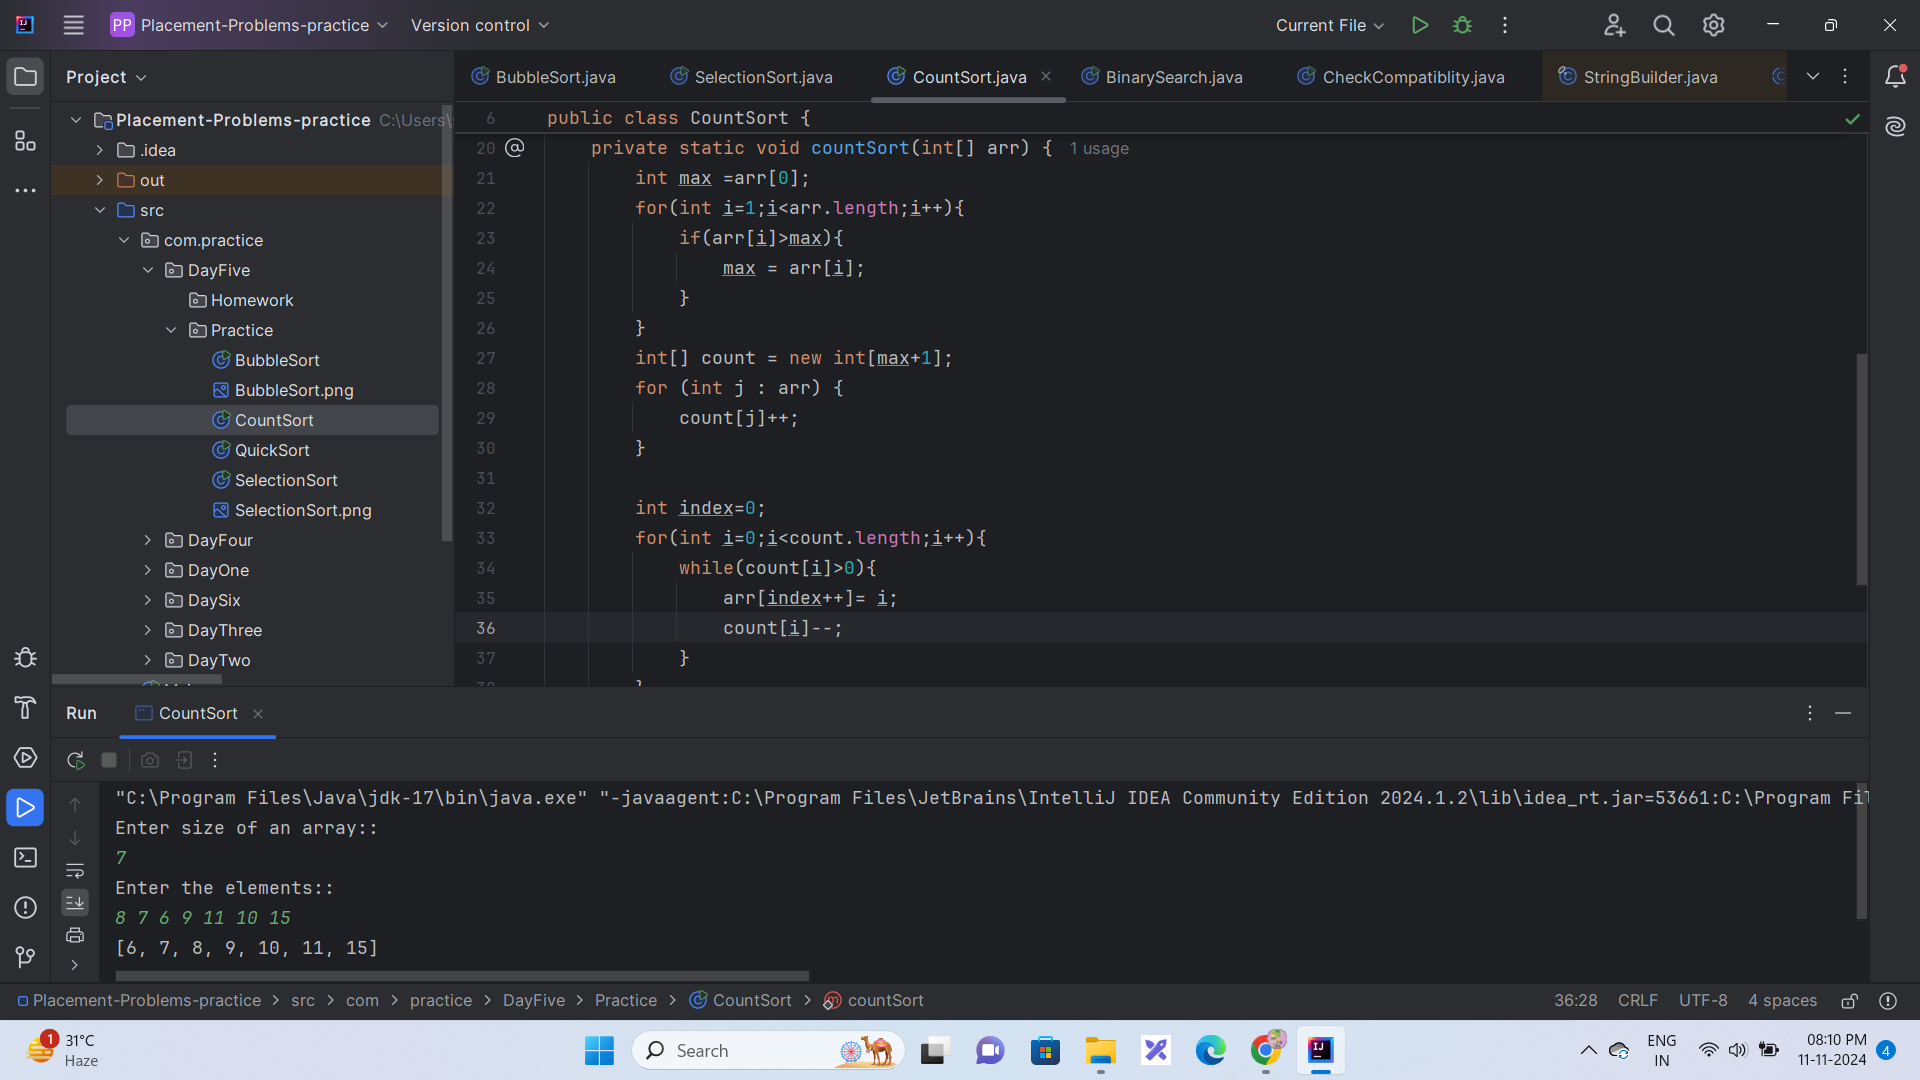 PP Placement-Problems-practice Version control Current File
Project
BubbleSort.java SelectionSort.java CountSort.java BinarySearch.java CheckCompatiblity.java StringBuilder.java
Placement-Problems-practice C:\Users\
.idea
out
src
com.practice
DayFive
Homework
Practice
BubbleSort
BubbleSort.png
CountSort
QuickSort
SelectionSort
SelectionSort.png
DayFour
DayOne
DaySix
DayThree
DayTwo
6 public class CountSort {
20 @ private static void countSort(int[] arr) { 1 usage
21 int max =arr[0];
22 for(int i=1;i<arr.length;i++){
23 if(arr[i]>max){
24 max = arr[i];
25 }
26 }
27 int[] count = new int[max+1];
28 for (int j : arr) {
29 count[j]++;
30 }
31
32 int index=0;
33 for(int i=0;i<count.length;i++){
34 while(count[i]>0){
35 arr[index++]= i;
36 count[i]--;
37 }
Run CountSort
"C:\Program Files\Java\jdk-17\bin\java.exe" "-javaagent:C:\Program Files\JetBrains\IntelliJ IDEA Community Edition 2024.1.2\lib\idea_rt.jar=53661:C:\Program Fil
Enter size of an array::
7
Enter the elements::
8 7 6 9 11 10 15
[6, 7, 8, 9, 10, 11, 15]
Placement-Problems-practice > src > com > practice > DayFive > Practice > CountSort > countSort 36:28 CRLF UTF-8 4 spaces
1 31°C
Haze
Search
ENG
IN
08:10 PM
11-11-2024
4